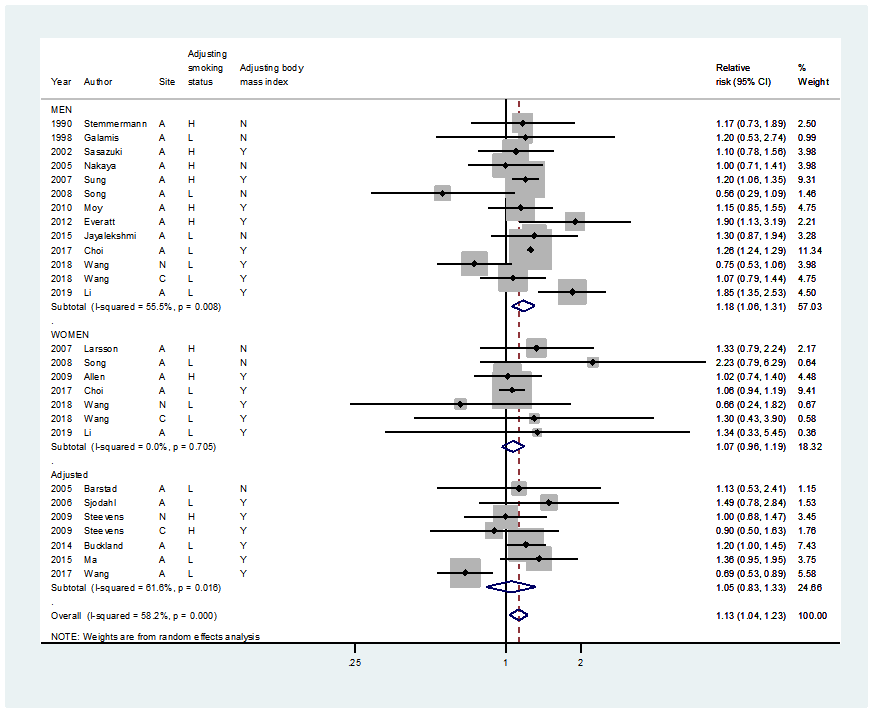 Adjusting
smoking Adjusting body Relative %
Year Author Site status mass index risk (95% CI) Weight
MEN
1990 Stemmermann A H N 1.17 (0.73, 1.89) 2.50
1998 Galamis A L N 1.20 (0.53, 2.74) 0.99
2002 Sasazuki A H Y 1.10 (0.78, 1.56) 3.98
2005 Nakaya A H N 1.00 (0.71, 1.41) 3.98
2007 Sung A H Y 1.20 (1.06, 1.35) 9.31
2008 Song A L N 0.56 (0.29, 1.09) 1.46
2010 Moy A H Y 1.15 (0.85, 1.55) 4.75
2012 Everatt A H Y 1.90 (1.13, 3.19) 2.21
2015 Jayalekshmi A L N 1.30 (0.87, 1.94) 3.28
2017 Choi A L Y 1.26 (1.24, 1.29) 11.34
2018 Wang N L Y 0.75 (0.53, 1.06) 3.98
2018 Wang C L Y 1.07 (0.79, 1.44) 4.75
2019 Li A L Y 1.85 (1.35, 2.53) 4.50
Subtotal (I-squared = 55.5%, p = 0.008) 1.18 (1.06, 1.31) 57.03
.
WOMEN
2007 Larsson A H N 1.33 (0.79, 2.24) 2.17
2008 Song A L N 2.23 (0.79, 6.29) 0.64
2009 Allen A H Y 1.02 (0.74, 1.40) 4.48
2017 Choi A L Y 1.06 (0.94, 1.19) 9.41
2018 Wang N L Y 0.66 (0.24, 1.82) 0.67
2018 Wang C L Y 1.30 (0.43, 3.90) 0.58
2019 Li A L Y 1.34 (0.33, 5.45) 0.36
Subtotal (I-squared = 0.0%, p = 0.705) 1.07 (0.96, 1.19) 18.32
.
Adjusted
2005 Barstad A L N 1.13 (0.53, 2.41) 1.15
2006 Sjodahl A L Y 1.49 (0.78, 2.84) 1.53
2009 Steevens N H Y 1.00 (0.68, 1.47) 3.45
2009 Steevens C H Y 0.90 (0.50, 1.63) 1.76
2014 Buckland A L Y 1.20 (1.00, 1.45) 7.43
2015 Ma A L Y 1.36 (0.95, 1.95) 3.75
2017 Wang A L Y 0.69 (0.53, 0.89) 5.58
Subtotal (I-squared = 61.6%, p = 0.016) 1.05 (0.83, 1.33) 24.66
.
Overall (I-squared = 58.2%, p = 0.000) 1.13 (1.04, 1.23) 100.00
NOTE: Weights are from random effects analysis
.25 1 2